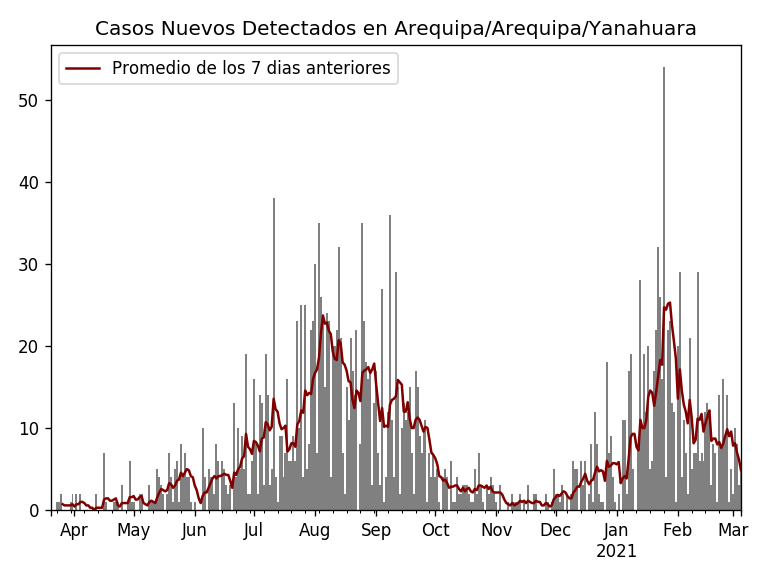 Casos Nuevos Detectados en Arequipa/Arequipa/Yanahuara
Promedio de los 7 dias anteriores
50
40
30
20
10
0
Apr May Jun Jul Aug Sep Oct Nov Dec Jan Feb Mar
2021